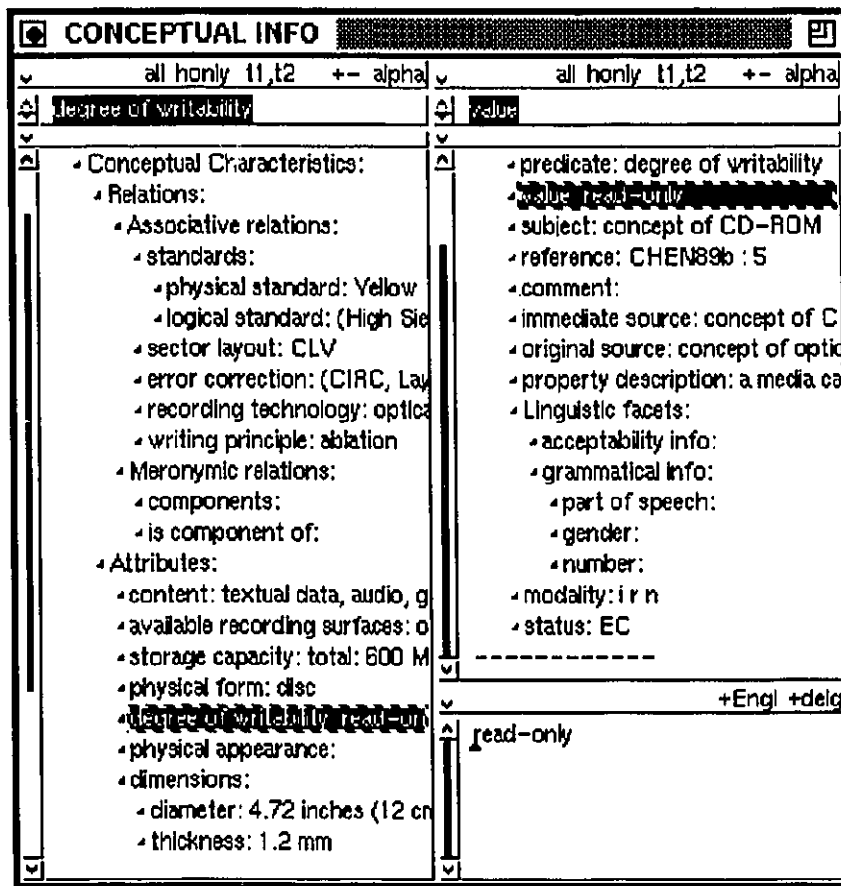 CONCEPTUAL INFO
all honly t1,t2 +- alpha
degree of writability
Conceptual Characteristics:
Relations:
Associative relations:
standards:
physical standard: Yellow
logical standard: (High Sie
sector layout: CLV
error correction: (CIRC, Lay
recording technology: optica
writing principle: ablation
Meronymic relations:
components:
is component of:
Attributes:
content: textual data, audio, g
available recording surfaces: o
storage capacity: total: 600 M
physical form: disc
degree of writability: read-on
physical appearance:
dimensions:
diameter: 4.72 inches (12 cm
thickness: 1.2 mm
all honly t1,t2 +- alpha
value
predicate: degree of writability
value: read-only
subject: concept of CD-ROM
reference: CHEN89b : 5
comment:
immediate source: concept of C
original source: concept of optic
property description: a media ca
Linguistic facets:
acceptability info:
grammatical info:
part of speech:
gender:
number:
modality: i r n
status: EC
-------------
+Engl +delg
read-only